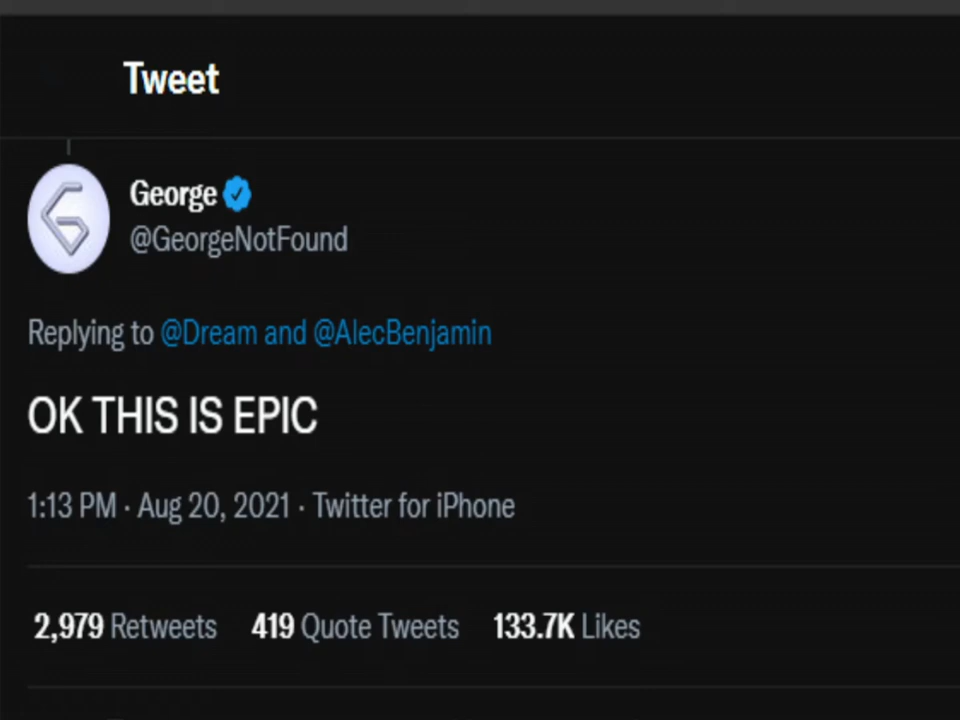 Tweet
George
@GeorgeNotFound
Replying to @Dream and @AlecBenjamin
OK THIS IS EPIC
1:13 PM · Aug 20, 2021 · Twitter for iPhone
2,979 Retweets 419 Quote Tweets 133.7K Likes